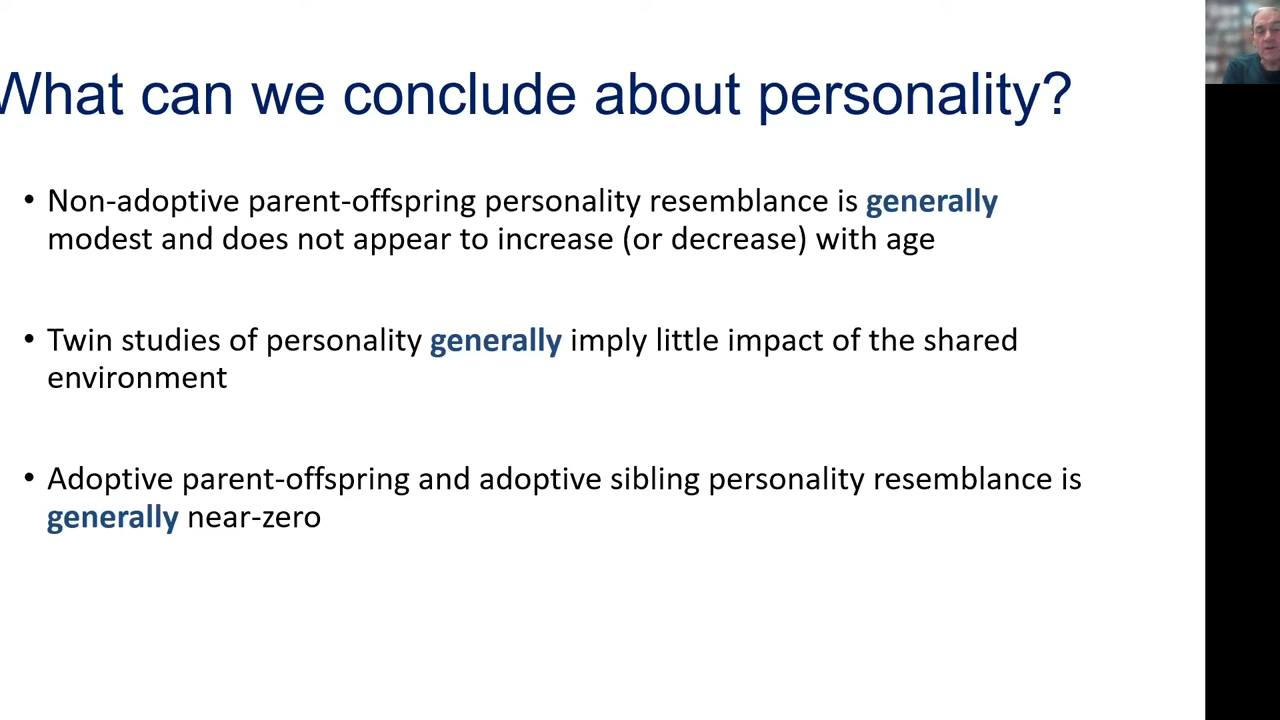 What can we conclude about personality?
• Non-adoptive parent-offspring personality resemblance is generally
modest and does not appear to increase (or decrease) with age
• Twin studies of personality generally imply little impact of the shared
environment
• Adoptive parent-offspring and adoptive sibling personality resemblance is
generally near-zero